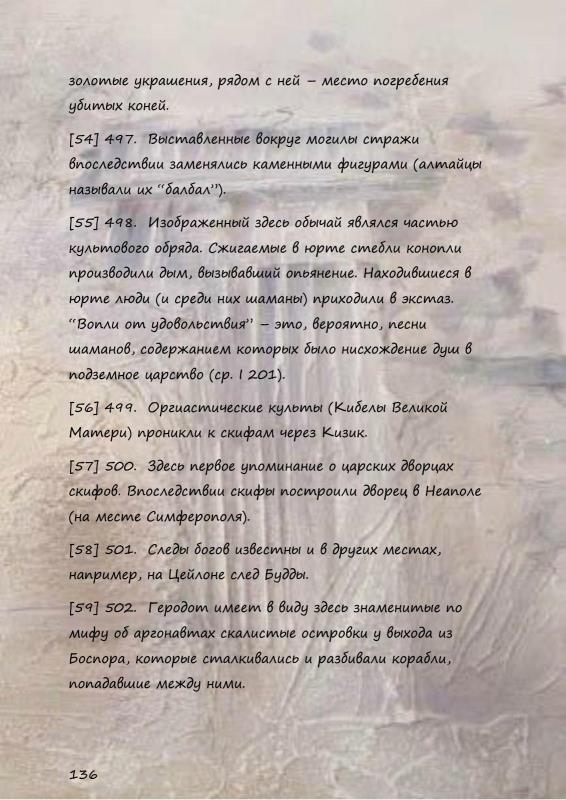 золотые украшения, рядом с ней – место погребения
убитых коней.
[54] 497. Выставленные вокруг могилы стражи
впоследствии заменялись каменными фигурами (алтайцы
называли их “балбал”).
[55] 498. Изображенный здесь обычай являлся частью
культового обряда. Сжигаемые в юрте стебли конопли
производили дым, вызывавший опьянение. Находившиеся в
юрте люди (и среди них шаманы) приходили в экстаз.
“Вопли от удовольствия” – это, вероятно, песни
шаманов, содержанием которых было нисхождение душ в
подземное царство (ср. I 201).
[56] 499. Оргиастические культы (Кибелы Великой
Матери) проникли к скифам через Кизик.
[57] 500. Здесь первое упоминание о царских дворцах
скифов. Впоследствии скифы построили дворец в Неаполе
(на месте Симферополя).
[58] 501. Следы богов известны и в других местах,
например, на Цейлоне след Будды.
[59] 502. Геродот имеет в виду здесь знаменитые по
мифу об аргонавтах скалистые островки у выхода из
Боспора, которые сталкивались и разбивали корабли,
попадавшие между ними.
136